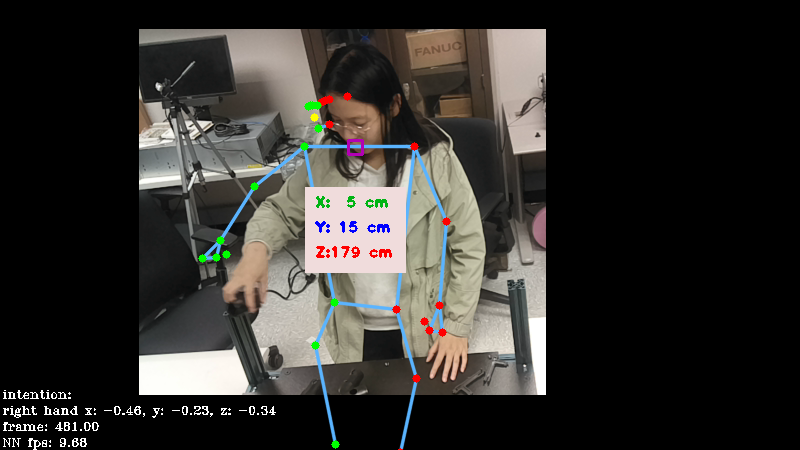 FANUC
X: 5 cm
Y: 15 cm
Z:179 cm
intention:
right hand x: -0.46, y: -0.23, z: -0.34
frame: 481.00
NN fps: 9.68